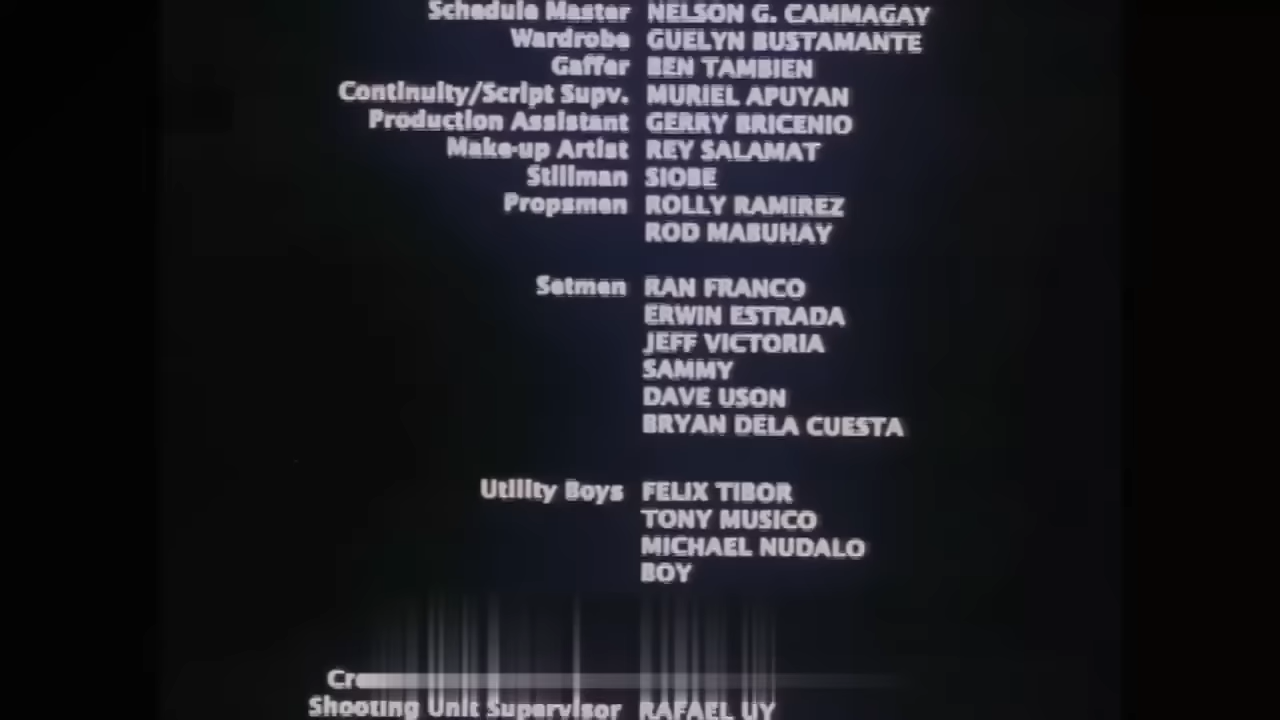 Schedule Master NELSON G. CAMMAGAY
Wardrobe GUELYN BUSTAMANTE
Gaffer BEN TAMBIEN
Continuity/Script Supv. MURIEL APUYAN
Production Assistant GERRY BRICENIO
Make-up Artist REY SALAMAT
Stillman SIOBE
Propsmen ROLLY RAMIREZ
ROD MABUHAY
Setmen RAN FRANCO
ERWIN ESTRADA
JEFF VICTORIA
SAMMY
DAVE USON
BRYAN DELA CUESTA
Utility Boys FELIX TIBOR
TONY MUSICO
MICHAEL NUDALO
BOY
Shooting Unit Supervisor RAFAEL UY